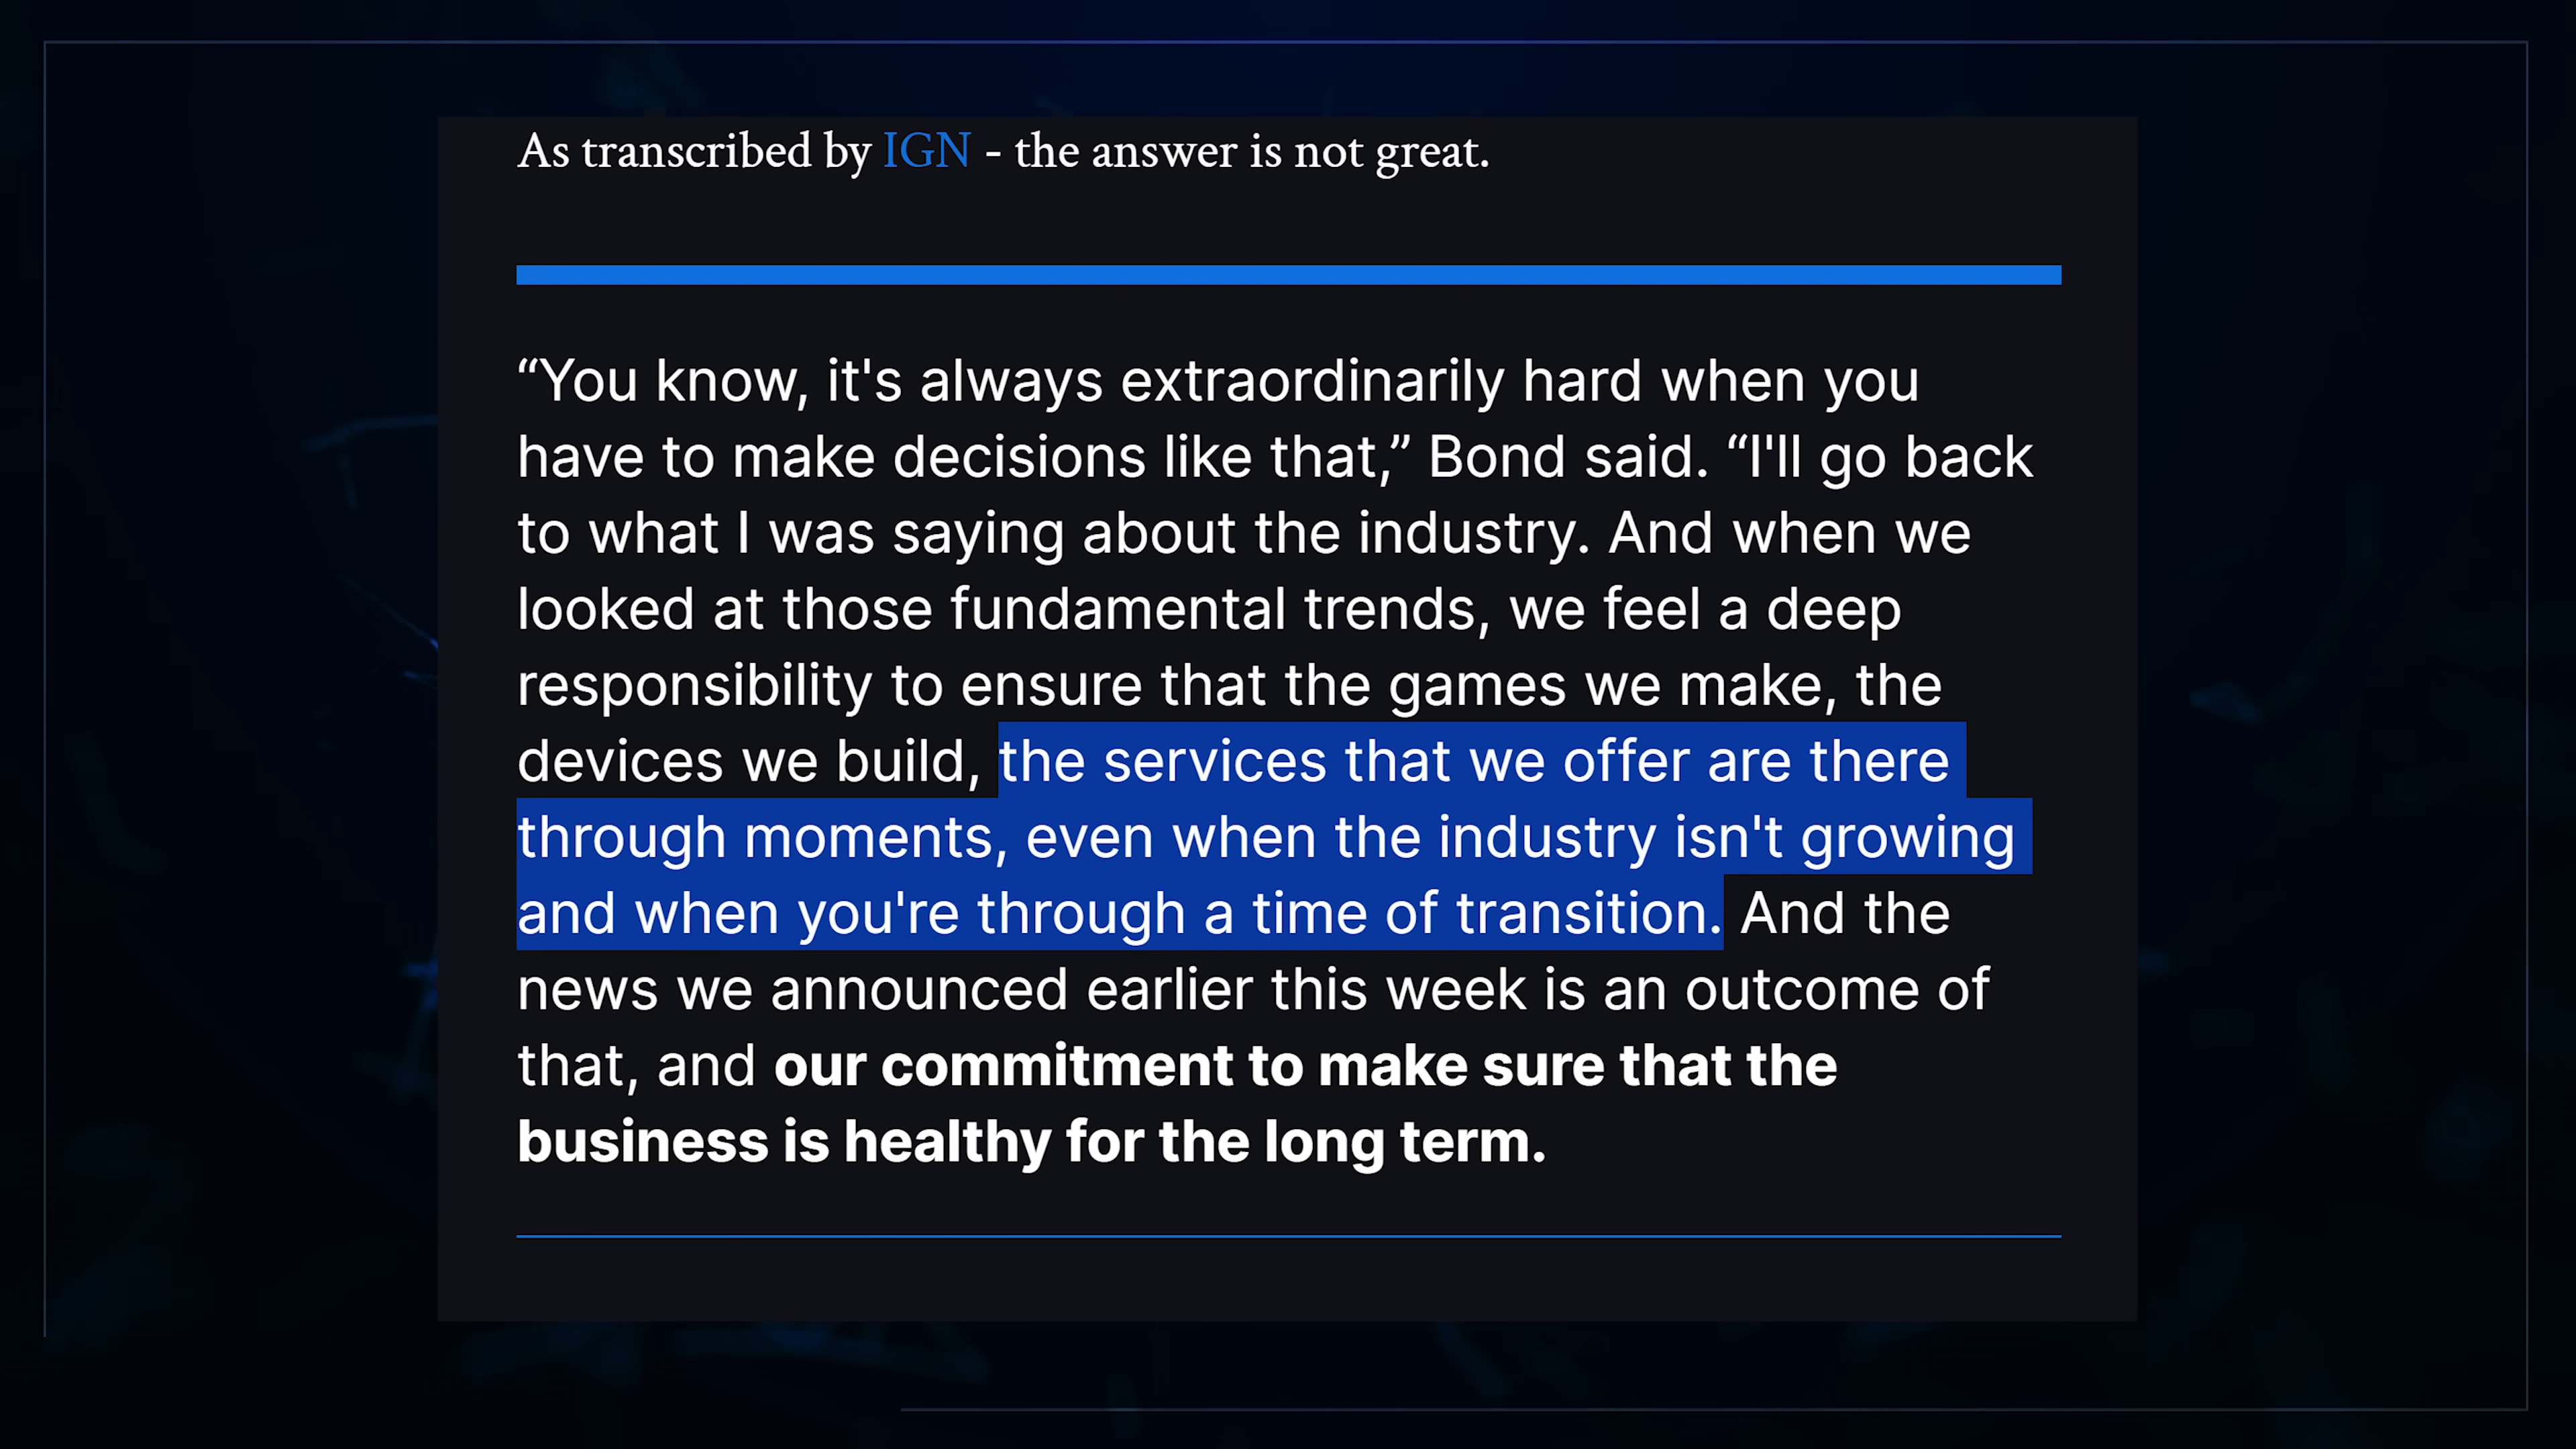 As transcribed by IGN - the answer is not great.
“You know, it's always extraordinarily hard when you
have to make decisions like that,” Bond said. “I'll go back
to what I was saying about the industry. And when we
looked at those fundamental trends, we feel a deep
responsibility to ensure that the games we make, the
devices we build, the services that we offer are there
through moments, even when the industry isn't growing
and when you're through a time of transition. And the
news we announced earlier this week is an outcome of
that, and our commitment to make sure that the
business is healthy for the long term.